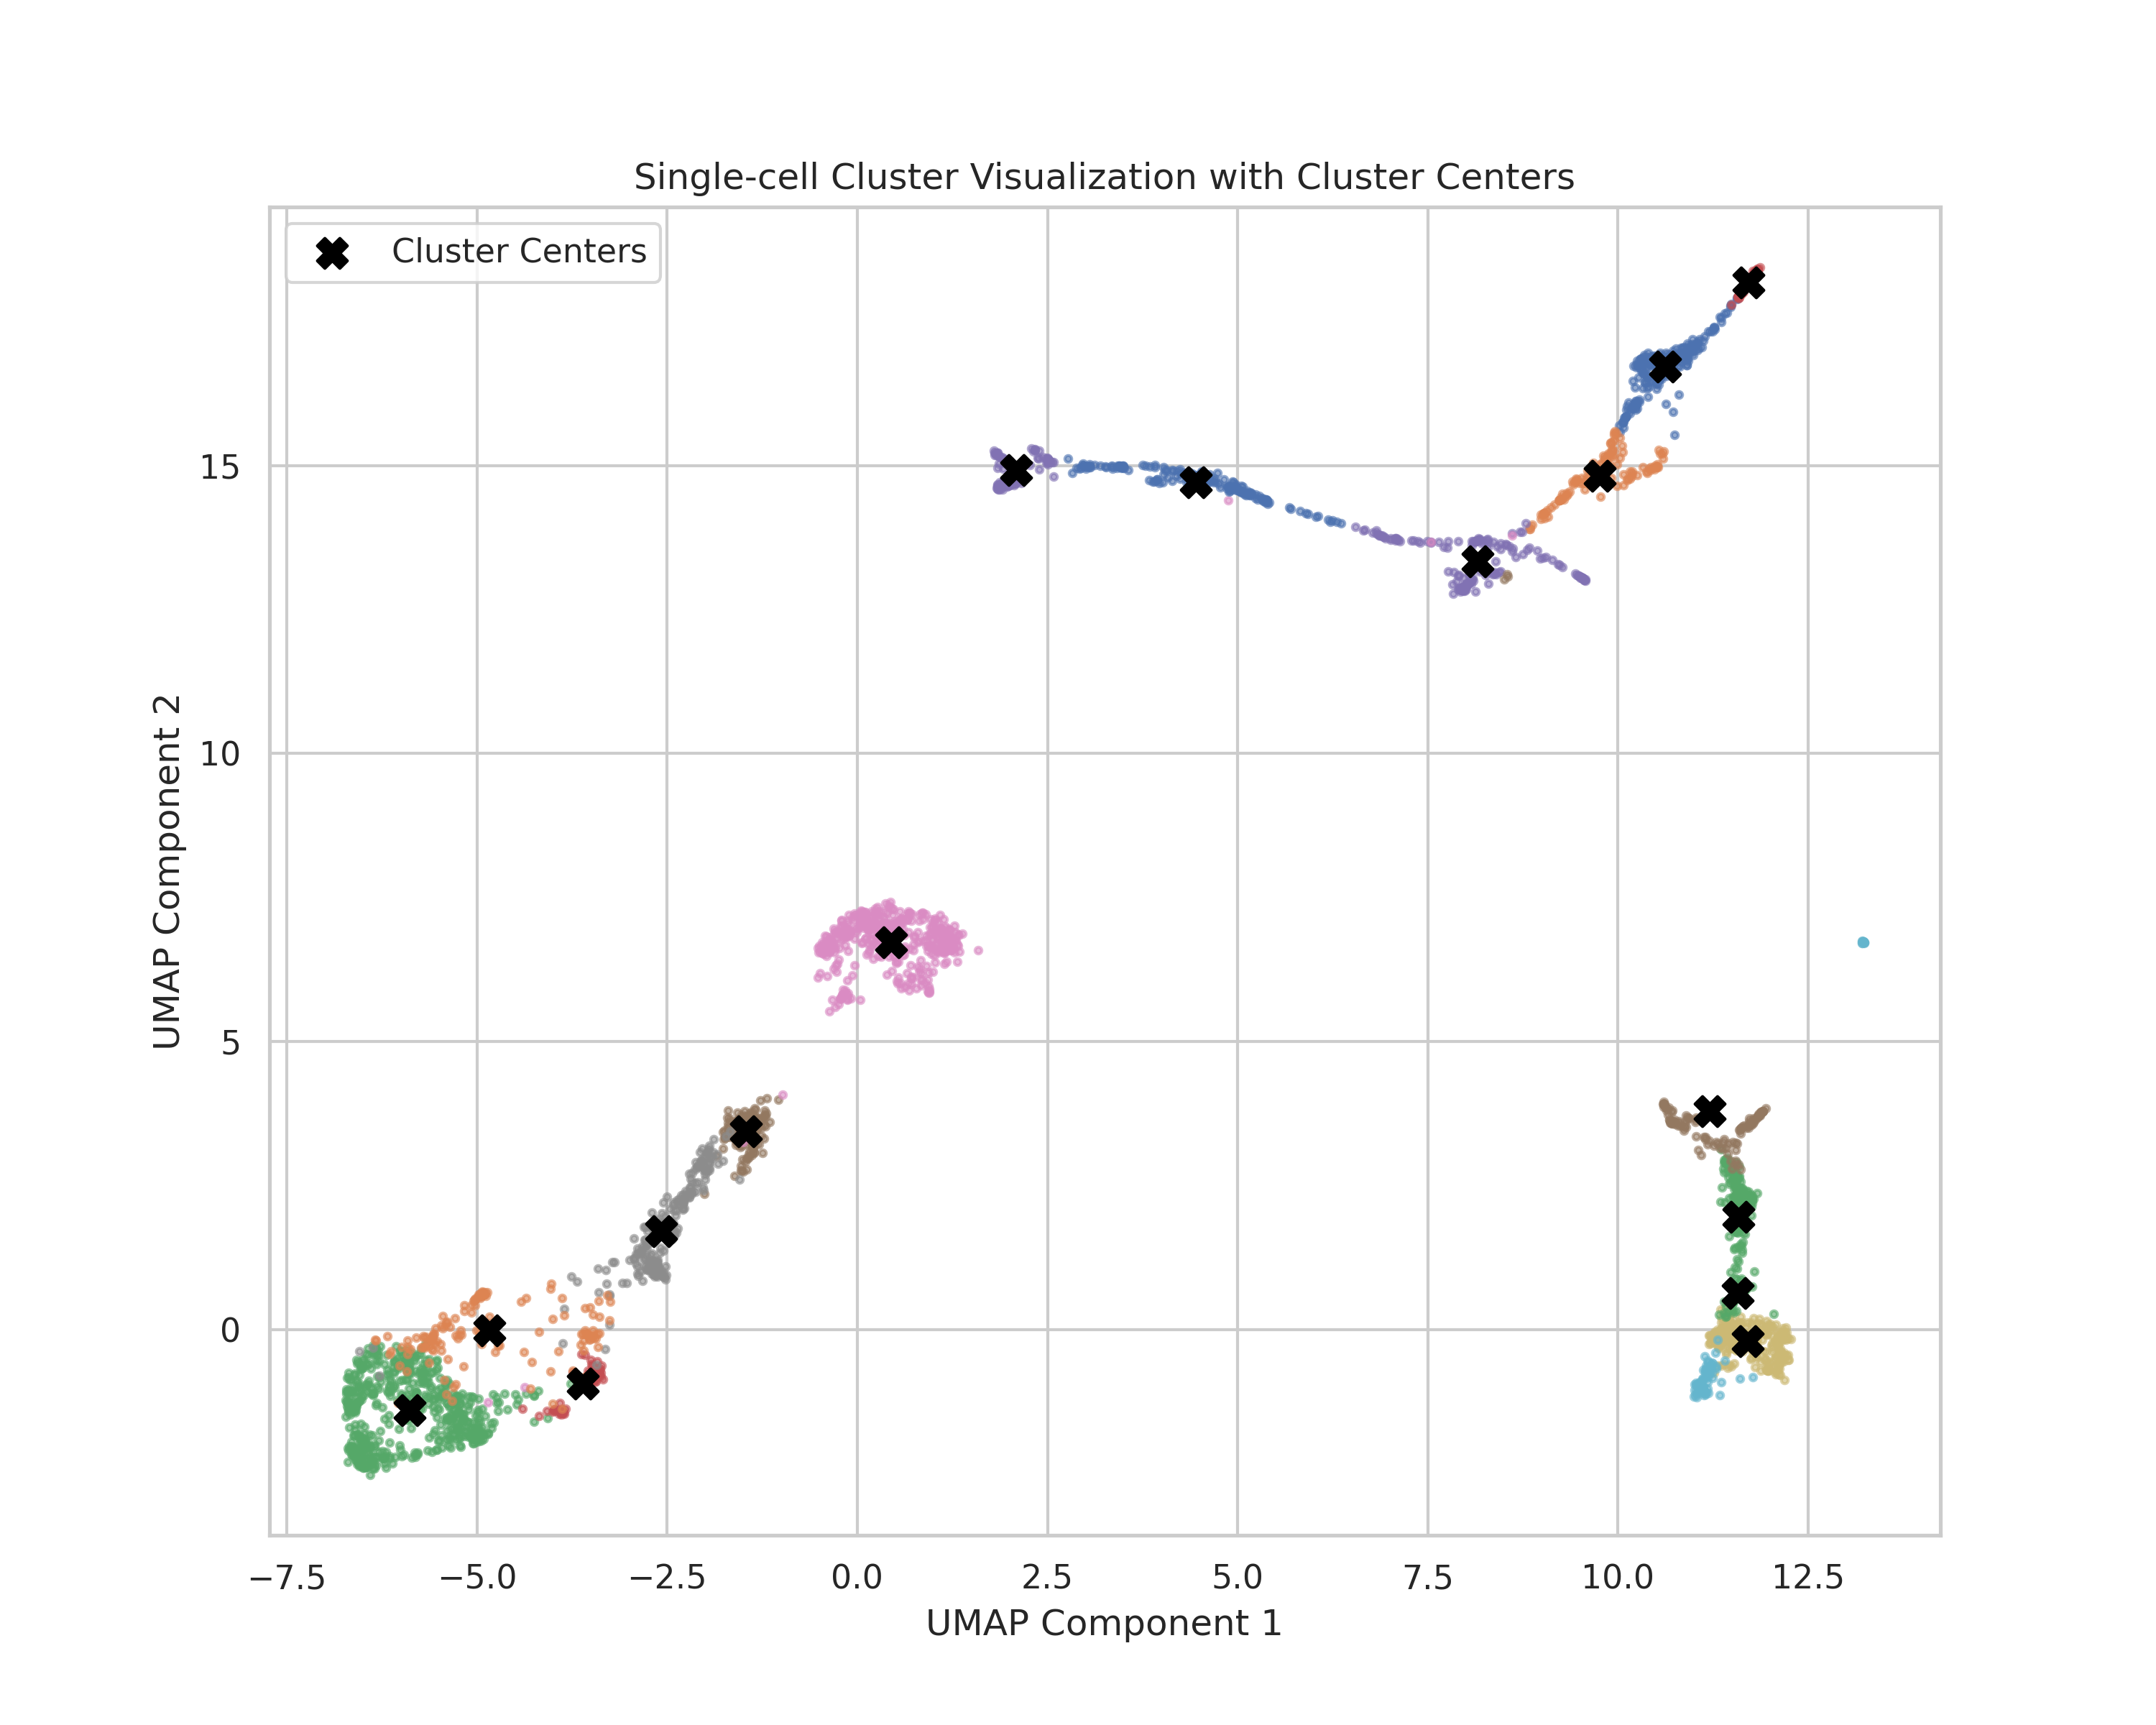 Single-cell Cluster Visualization with Cluster Centers
Cluster Centers
15
10
5
0
UMAP Component 2
−7.5 −5.0 −2.5 0.0 2.5 5.0 7.5 10.0 12.5
UMAP Component 1